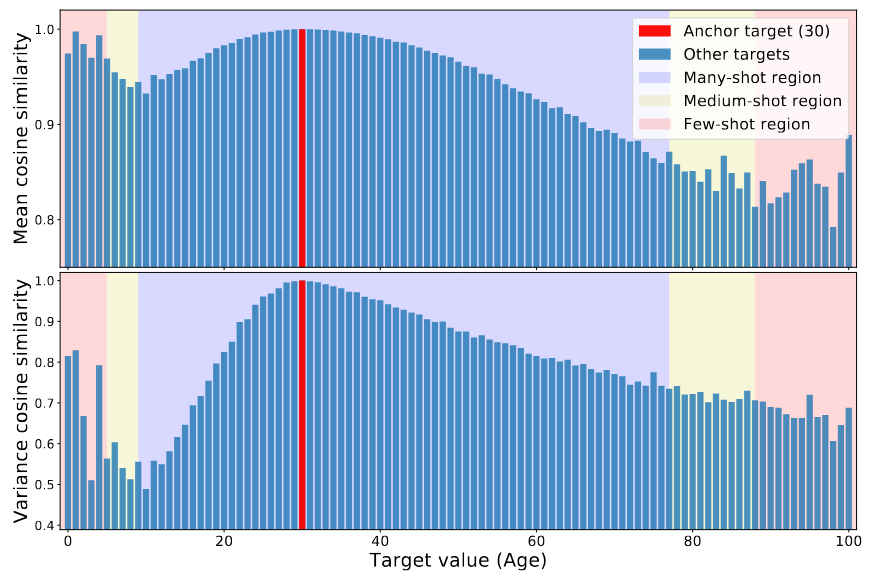 Mean cosine similarity
1.0
0.9
0.8
Anchor target (30)
Other targets
Many-shot region
Medium-shot region
Few-shot region
Variance cosine similarity
1.0
0.9
0.8
0.7
0.6
0.5
0.4
0 20 40 60 80 100
Target value (Age)